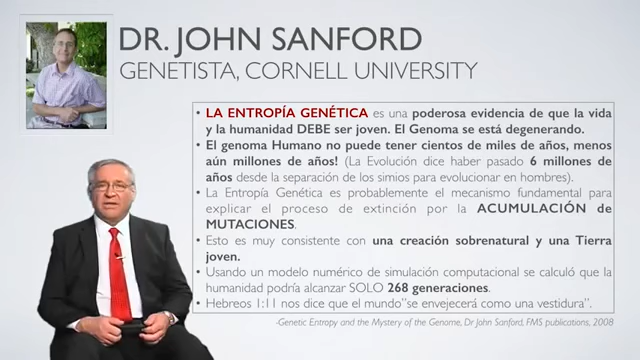 DR. JOHN SANFORD
GENETISTA, CORNELL UNIVERSITY
• LA ENTROPÍA GENÉTICA es una poderosa evidencia de que la vida
y la humanidad DEBE ser joven. El Genoma se está degenerando.
• El genoma Humano no puede tener cientos de miles de años, menos
aún millones de años! (La Evolución dice haber pasado 6 millones de
años desde la separación de los simios para evolucionar en hombres).
• La Entropía Genética es probablemente el mecanismo fundamental para
explicar el proceso de extinción por la ACUMULACIÓN de
MUTACIONES.
• Esto es muy consistente con una creación sobrenatural y una Tierra
joven.
• Usando un modelo numérico de simulación computacional se calculó que la
humanidad podría alcanzar SOLO 268 generaciones.
• Hebreos 1:11 nos dice que el mundo"se envejecerá como una vestidura".
-Genetic Entropy and the Mystery of the Genome, Dr John Sanford, FMS publications, 2008